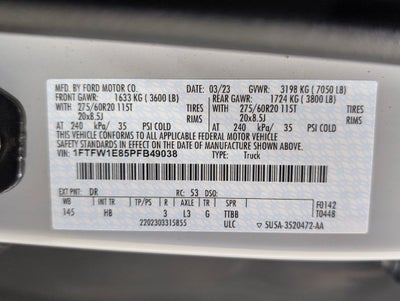 MFD. BY FORD MOTOR CO.
03/23 GVWR: 3198 KG ( 7050 LB)
FRONT GAWR: 1633 KG ( 3600 LB) REAR GAWR: 1724 KG ( 3800 LB)
WITH 275/60R20 115T TIRES WITH 275/60R20 115T TIRES
20x8.5J RIMS 20x8.5J RIMS
AT 240 kPa/ 35 PSI COLD AT 240 kPa/ 35 PSI COLD
THIS VEHICLE CONFORMS TO ALL APPLICABLE FEDERAL MOTOR VEHICLE
SAFETY STANDARDS IN EFFECT ON THE DATE OF MANUFACTURE SHOWN ABOVE.
VIN: 1FTFW1E85PFB49038
TYPE: Truck
EXT PNT: DR RC: 53 DSO:
WB INT TR TP/PS R AXLE TR SPR F0142
145 HB 3 L3 G TTBB T0448
2202303315855 ULC 5U5A-3520472-AA